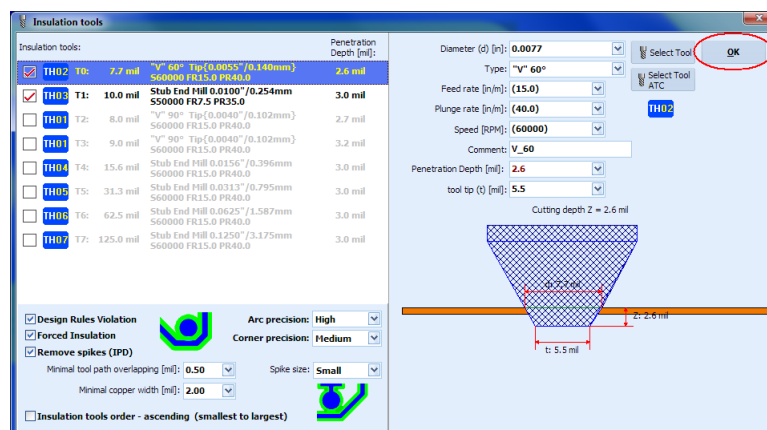 Insulation tools
Insulation tools:
Penetration
Depth [mil]:
TH02 T0: 7.7 mil "V" 60° Tip{0.0055"/0.140mm}
S60000 FR15.0 PR40.0
2.6 mil
TH03 T1: 10.0 mil Stub End Mill 0.0100"/0.254mm
S50000 FR7.5 PR35.0
3.0 mil
TH01 T2: 8.0 mil "V" 90° Tip{0.0040"/0.102mm}
S60000 FR15.0 PR40.0
2.7 mil
TH01 T3: 9.0 mil "V" 90° Tip{0.0040"/0.102mm}
S60000 FR15.0 PR40.0
3.2 mil
TH04 T4: 15.6 mil Stub End Mill 0.0156"/0.396mm
S60000 FR15.0 PR40.0
3.0 mil
TH05 T5: 31.3 mil Stub End Mill 0.0313"/0.795mm
S60000 FR15.0 PR40.0
3.0 mil
TH06 T6: 62.5 mil Stub End Mill 0.0625"/1.587mm
S60000 FR15.0 PR40.0
3.0 mil
TH07 T7: 125.0 mil Stub End Mill 0.1250"/3.175mm
S60000 FR15.0 PR40.0
3.0 mil
Design Rules Violation
Forced Insulation
Remove spikes (IPD)
Arc precision: High
Corner precision: Medium
Minimal tool path overlapping [mil]: 0.50
Spike size: Small
Minimal copper width [mil]: 2.00
Insulation tools order - ascending (smallest to largest)
Diameter (d) [in]: 0.0077
Type: "V" 60°
Feed rate [in/m]: (15.0)
Plunge rate [in/m]: (40.0)
Speed [RPM]: (60000)
Comment: V_60
Penetration Depth [mil]: 2.6
tool tip (t) [mil]: 5.5
Select Tool
Select Tool
ATC
TH02
OK
Cutting depth Z = 2.6 mil
d: 7.7 mil
Z: 2.6 mil
t: 5.5 mil